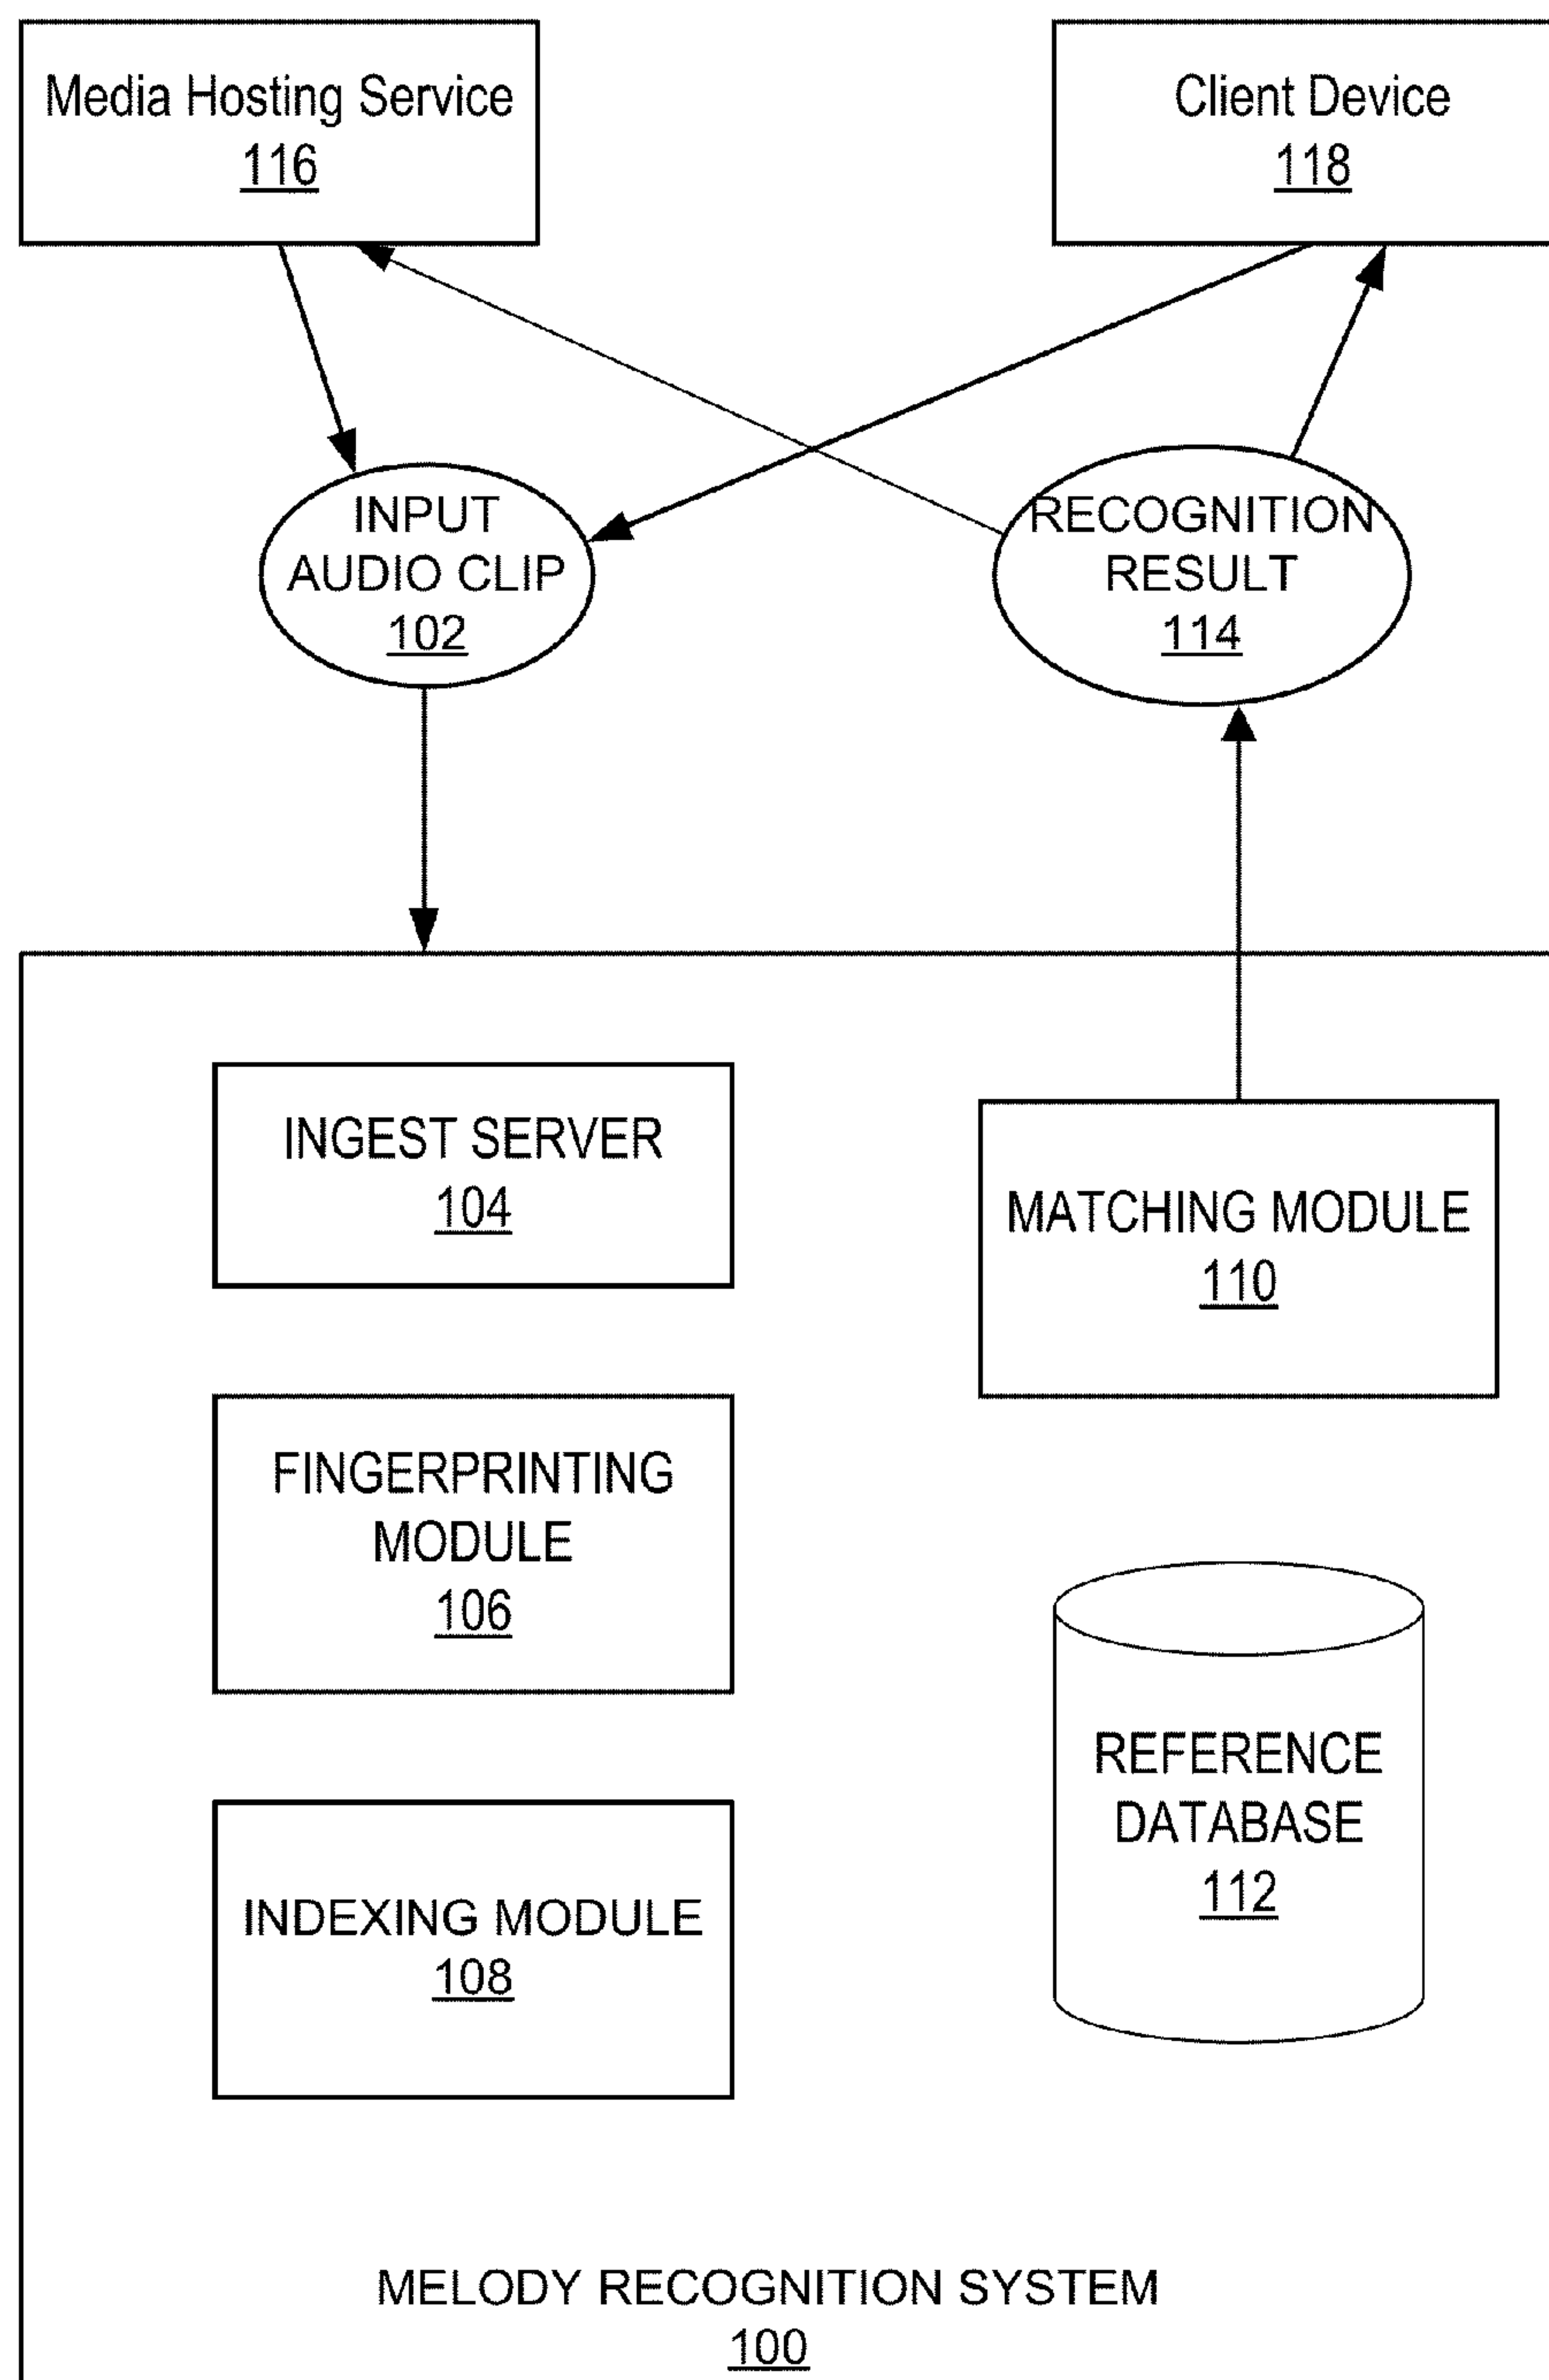 Media Hosting Service
116
Client Device
118
INPUT
AUDIO CLIP
102
RECOGNITION
RESULT
114
INGEST SERVER
104
MATCHING MODULE
110
FINGERPRINTING
MODULE
106
REFERENCE
DATABASE
112
INDEXING MODULE
108
MELODY RECOGNITION SYSTEM
100